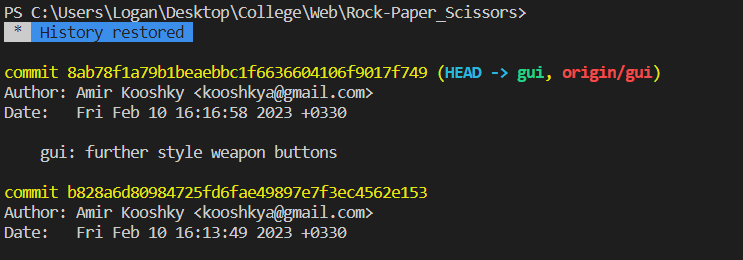 PS C:\Users\Logan\Desktop\College\Web\Rock-Paper_Scissors>
* History restored
commit 8ab78f1a79b1beaebbc1f6636604106f9017f749 (HEAD -> gui, origin/gui)
Author: Amir Kooshky <kooshkya@gmail.com>
Date:   Fri Feb 10 16:16:58 2023 +0330
gui: further style weapon buttons
commit b828a6d80984725fd6fae49897e7f3ec4562e153
Author: Amir Kooshky <kooshkya@gmail.com>
Date:   Fri Feb 10 16:13:49 2023 +0330